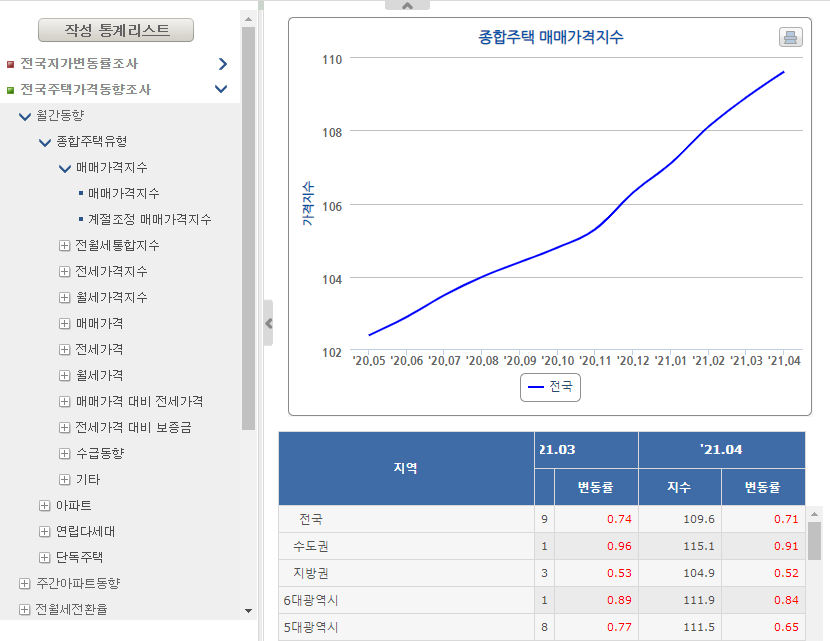 작성 통계리스트
전국지가변동률조사
전국주택가격동향조사
월간동향
종합주택유형
매매가격지수
매매가격지수
계절조정 매매가격지수
전월세통합지수
전세가격지수
월세가격지수
매매가격
전세가격
월세가격
매매가격 대비 전세가격
전세가격 대비 보증금
수급동향
기타
아파트
연립다세대
단독주택
주간아파트동향
전월세전환율
종합주택 매매가격지수
가격지수
110
108
106
104
102
'20.05 '20.06 '20.07 '20.08 '20.09 '20.10 '20.11 '20.12 '21.01 '21.02 '21.03 '21.04
전국
지역 21.03 '21.04
변동률 지수 변동률
전국 9 0.74 109.6 0.71
수도권 1 0.96 115.1 0.91
지방권 3 0.53 104.9 0.52
6대광역시 1 0.89 111.9 0.84
5대광역시 8 0.77 111.5 0.65